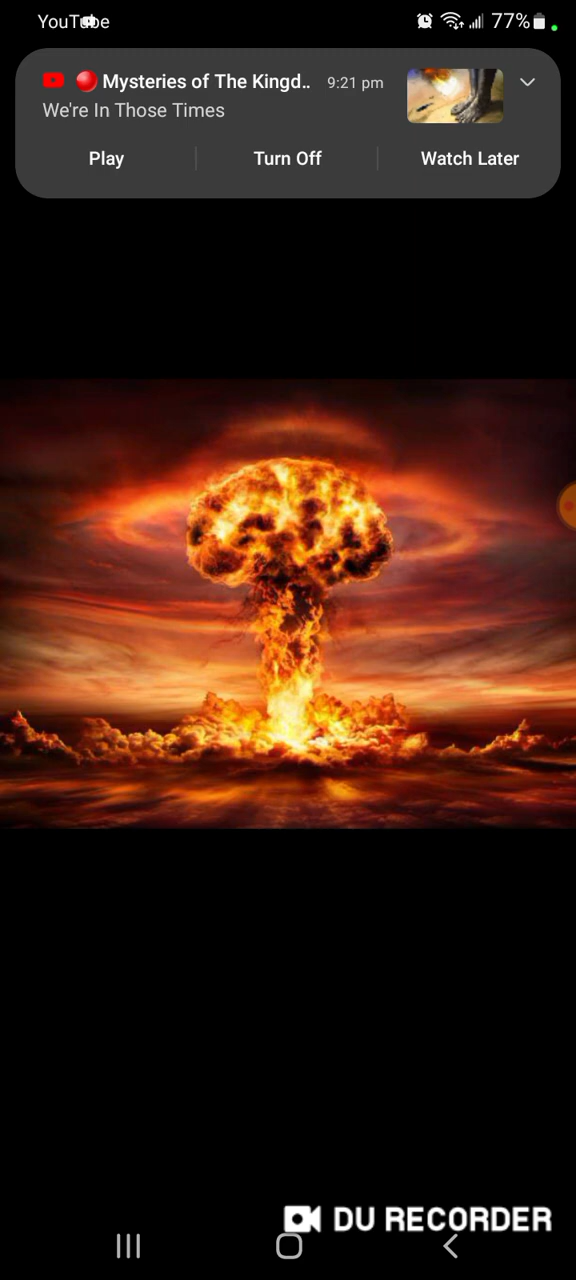 YouTube 77%
Mysteries of The Kingd.. 9:21 pm
We're In Those Times
Play Turn Off Watch Later
DU RECORDER